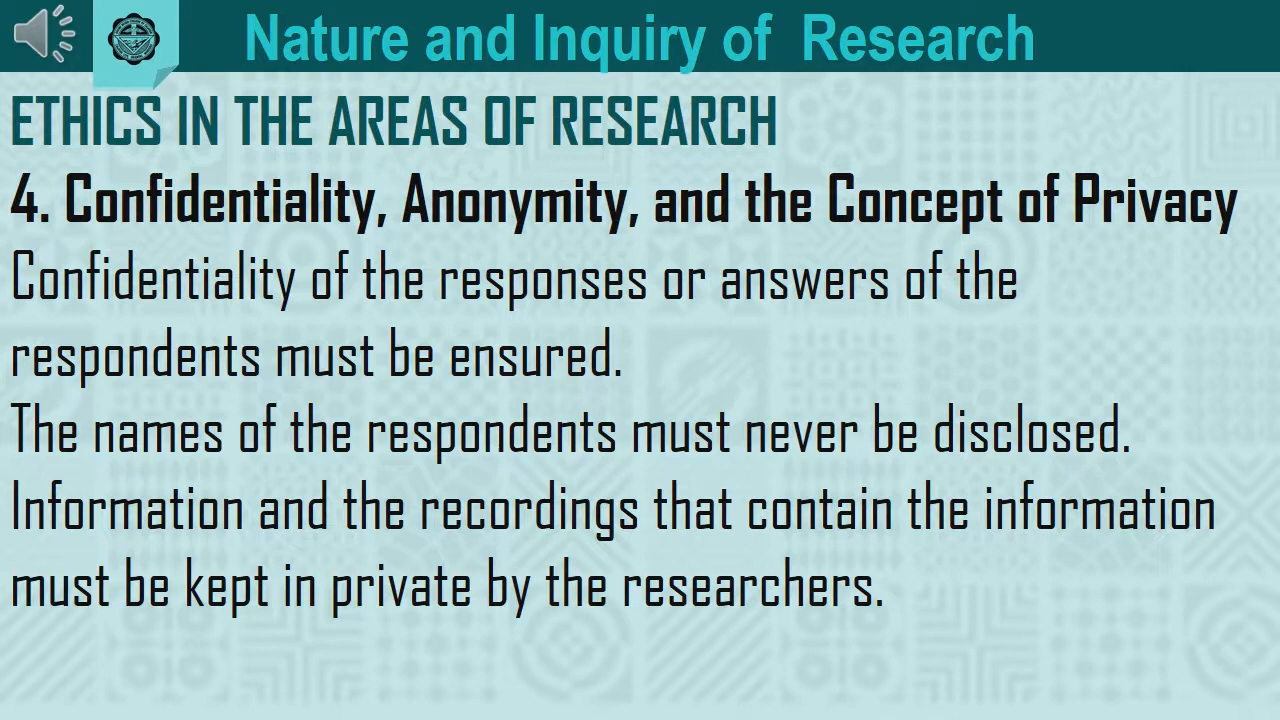 Nature and Inquiry of Research
ETHICS IN THE AREAS OF RESEARCH
4. Confidentiality, Anonymity, and the Concept of Privacy
Confidentiality of the responses or answers of the
respondents must be ensured.
The names of the respondents must never be disclosed.
Information and the recordings that contain the information
must be kept in private by the researchers.